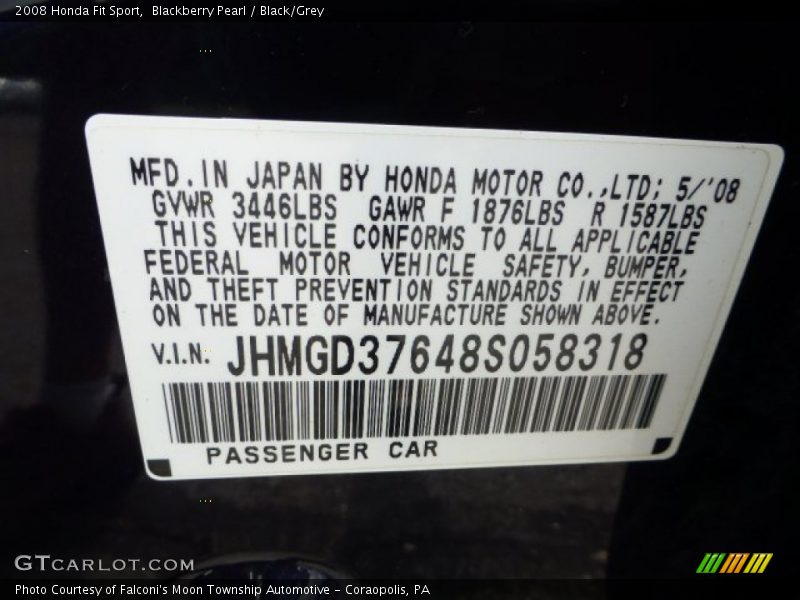 2008 Honda Fit Sport,  Blackberry Pearl / Black/Grey
MFD. IN JAPAN BY HONDA MOTOR CO.,LTD; 5/'08
GVWR 3446LBS GAWR F 1876LBS R 1587LBS
THIS VEHICLE CONFORMS TO ALL APPLICABLE
FEDERAL MOTOR VEHICLE SAFETY, BUMPER,
AND THEFT PREVENTION STANDARDS IN EFFECT
ON THE DATE OF MANUFACTURE SHOWN ABOVE.
V.I.N: JHMGD37648S058318
PASSENGER CAR
GTCARLOT.COM
Photo Courtesy of Falconi's Moon Township Automotive - Coraopolis, PA